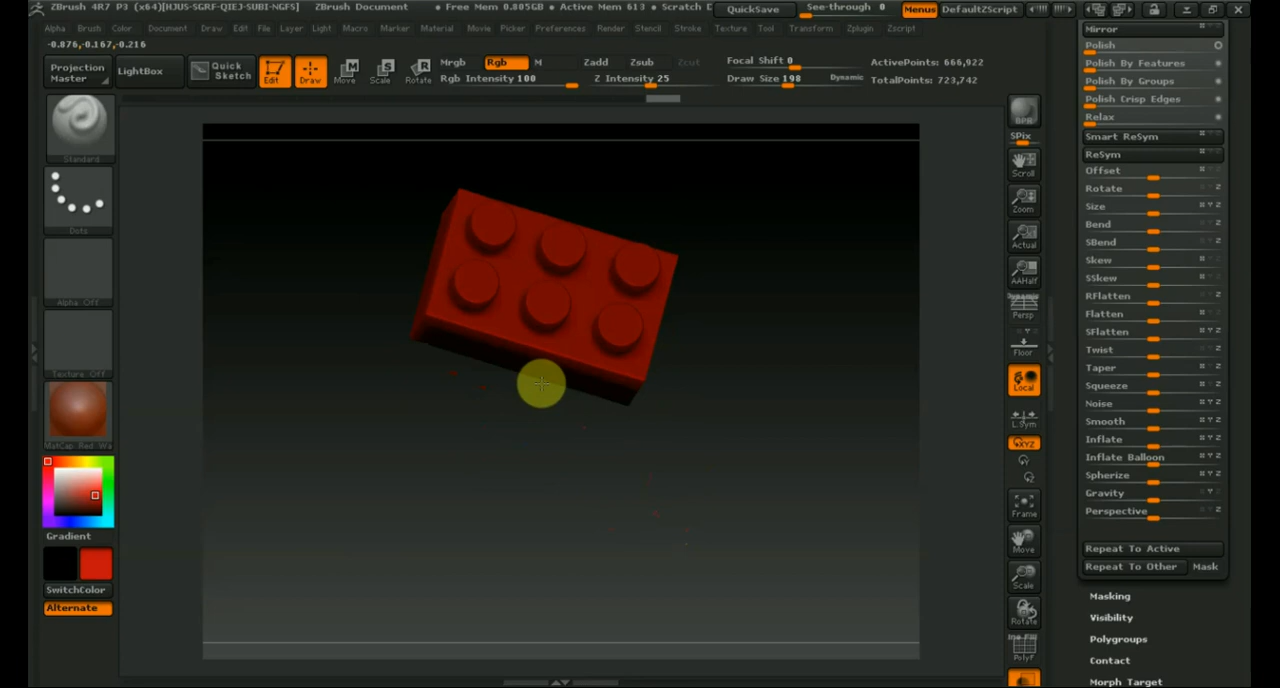 ZBrush 4R7 P3 (x64)[HJUS-SGRF-QIEJ-SUBI-NGFS] ZBrush Document • Free Mem 0.805GB • Active Mem 613 • Scratch D QuickSave See-through 0 Menus DefaultZScript
Alpha Brush Color Document Draw Edit File Layer Light Macro Marker Material Movie Picker Preferences Render Stencil Stroke Texture Tool Transform Zplugin Zscript
-0.876,-0.167,-0.216
Projection Master
LightBox
Quick Sketch
Edit
Draw
Move
Scale
Rotate
Mrgb Rgb M
Rgb Intensity 100
Zadd Zsub Zcut
Z Intensity 25
Focal Shift 0
Draw Size 198 Dynamic
ActivePoints: 666,922
TotalPoints: 723,742
Standard
Dots
Alpha Off
Texture Off
MatCap Red Wa
Gradient
SwitchColor
Alternate
BPR
SPix
Scroll
Zoom
Actual
AAHalf
Dynamic
Persp
Floor
Local
L.Sym
XYZ
Frame
Move
Scale
Rotate
Line Fill
PolyF
Mirror
Polish
Polish By Features
Polish By Groups
Polish Crisp Edges
Relax
Smart ReSym
ReSym
Offset
Rotate
Size
Bend
SBend
Skew
SSkew
RFlatten
Flatten
SFlatten
Twist
Taper
Squeeze
Noise
Smooth
Inflate
Inflate Balloon
Spherize
Gravity
Perspective
Repeat To Active
Repeat To Other Mask
Masking
Visibility
Polygroups
Contact
Morph Target